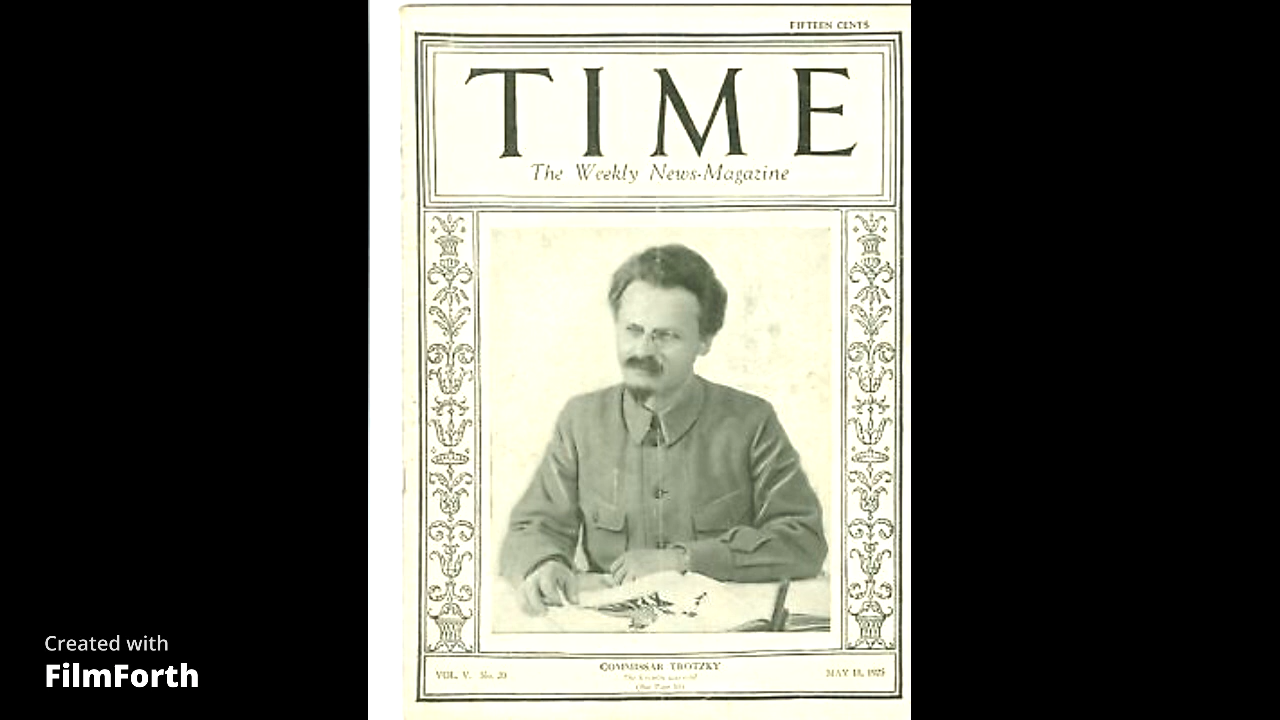 FIFTEEN CENTS
TIME
The Weekly News-Magazine
COMMISSAR TROTZKY
VOL. V. No. 20
MAY 18, 1925
Created with
FilmForth